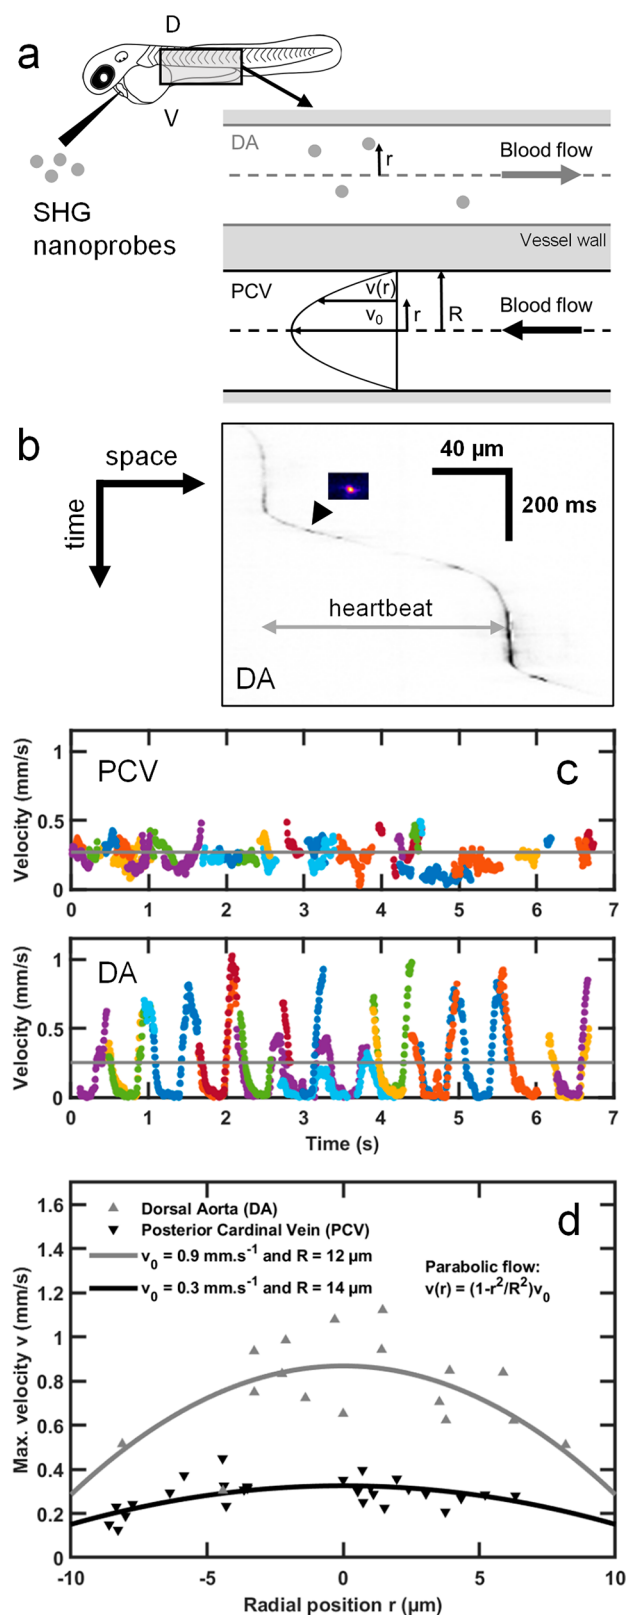 a
D
V
SHG
nanoprobes
DA
r
Blood flow
Vessel wall
PCV
v(r)
v₀
r
R
Blood flow
b
space
time
40 µm
200 ms
heartbeat
DA
PCV
c
Velocity (mm/s)
1
0.5
0
0 1 2 3 4 5 6 7
DA
Velocity (mm/s)
1
0.5
0
0 1 2 3 4 5 6 7
Time (s)
d
Dorsal Aorta (DA)
Posterior Cardinal Vein (PCV)
v₀ = 0.9 mm.s⁻¹ and R = 12 µm
v₀ = 0.3 mm.s⁻¹ and R = 14 µm
Parabolic flow:
v(r) = (1-r²/R²)v₀
Max. velocity v (mm/s)
1.6
1.4
1.2
1
0.8
0.6
0.4
0.2
0
-10 -5 0 5 10
Radial position r (µm)